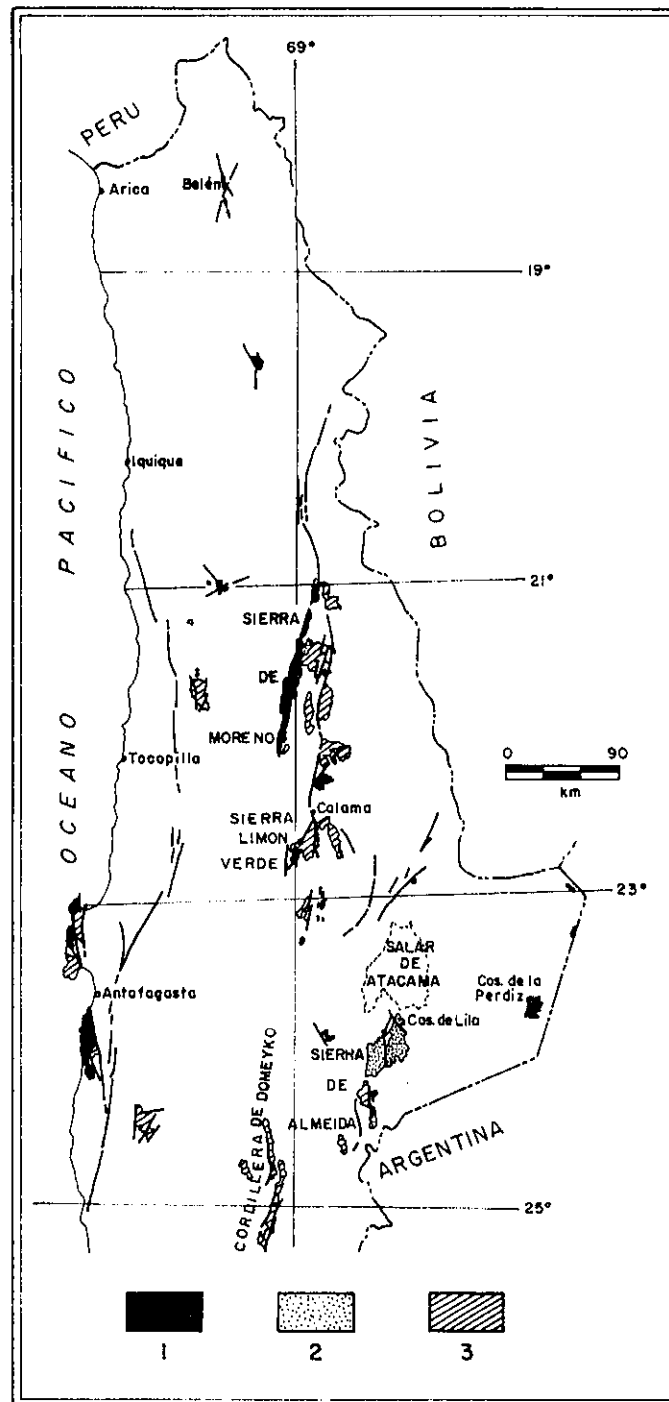 69°
PERU
Arica
Belén
19°
OCEANO PACIFICO
BOLIVIA
Iquique
21°
SIERRA
DE
MORENO
Tocopilla
0 90
km
Calama
SIERRA
LIMON
VERDE
23°
SALAR
DE
ATACAMA
Cos. de la
Perdiz
Antofagasta
Cos. de Lila
SIERRA
DE
ALMEIDA
CORDILLERA DE DOMEYKO
ARGENTINA
25°
1 2 3